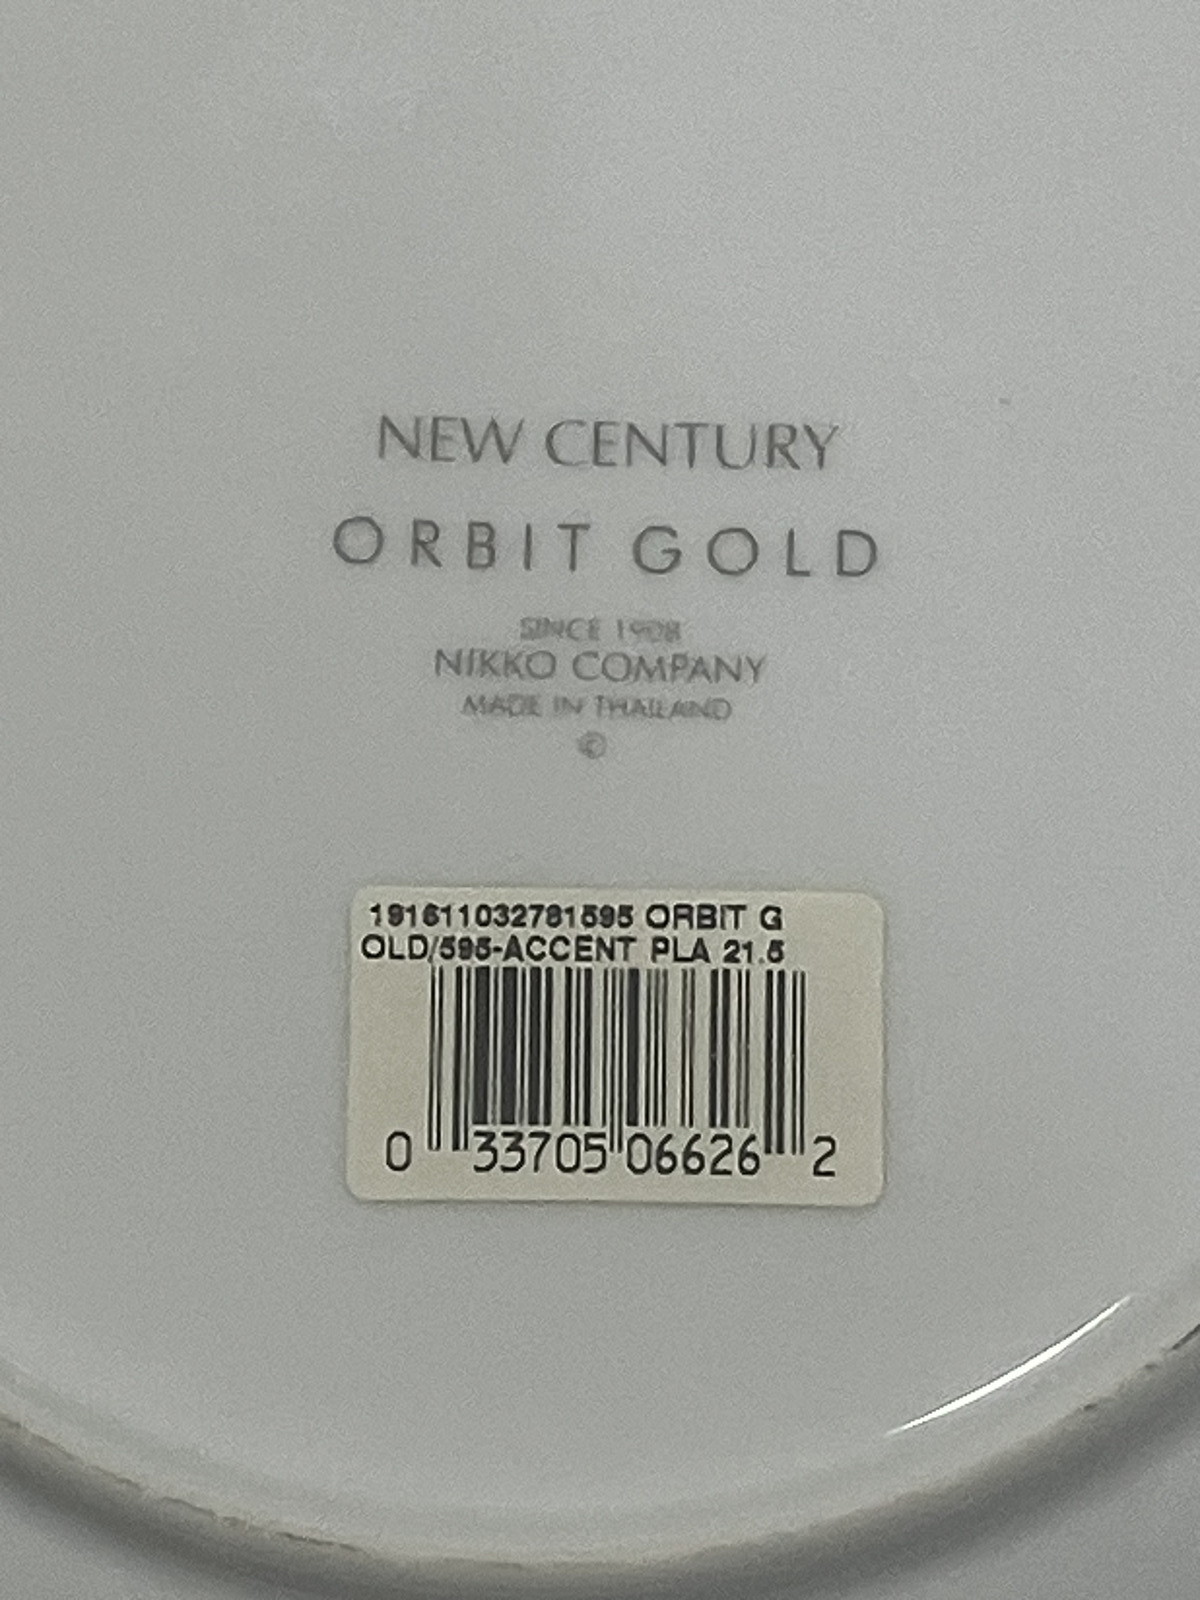 NEW CENTURY
ORBIT GOLD
SINCE 1908
NIKKO COMPANY
MADE IN THAILAND
©
191611032781595 ORBIT G
OLD/595-ACCENT PLA 21.5
0 33705 06626 2